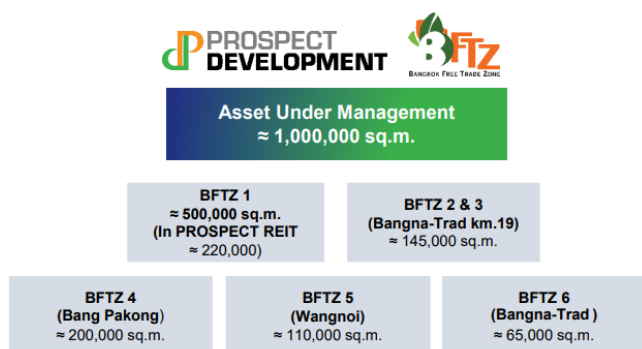 PROSPECT
DEVELOPMENT
BFTZ
BANGKOK FREE TRADE ZONE
Asset Under Management
≈ 1,000,000 sq.m.
BFTZ 1
≈ 500,000 sq.m.
(In PROSPECT REIT
≈ 220,000)
BFTZ 2 & 3
(Bangna-Trad km.19)
≈ 145,000 sq.m.
BFTZ 4
(Bang Pakong)
≈ 200,000 sq.m.
BFTZ 5
(Wangnoi)
≈ 110,000 sq.m.
BFTZ 6
(Bangna-Trad )
≈ 65,000 sq.m.